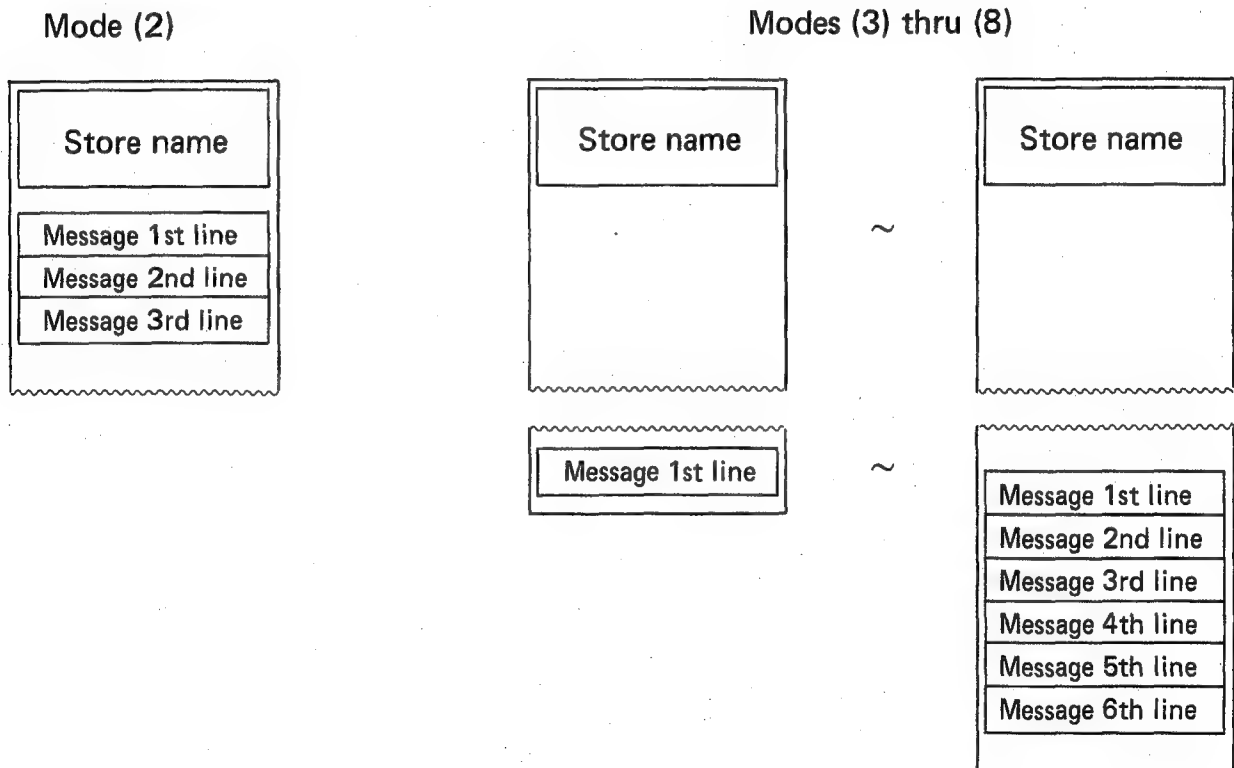 Mode (2)
Store name
Message 1st line
Message 2nd line
Message 3rd line
Modes (3) thru (8)
Store name
~
Store name
Message 1st line
~
Message 1st line
Message 2nd line
Message 3rd line
Message 4th line
Message 5th line
Message 6th line